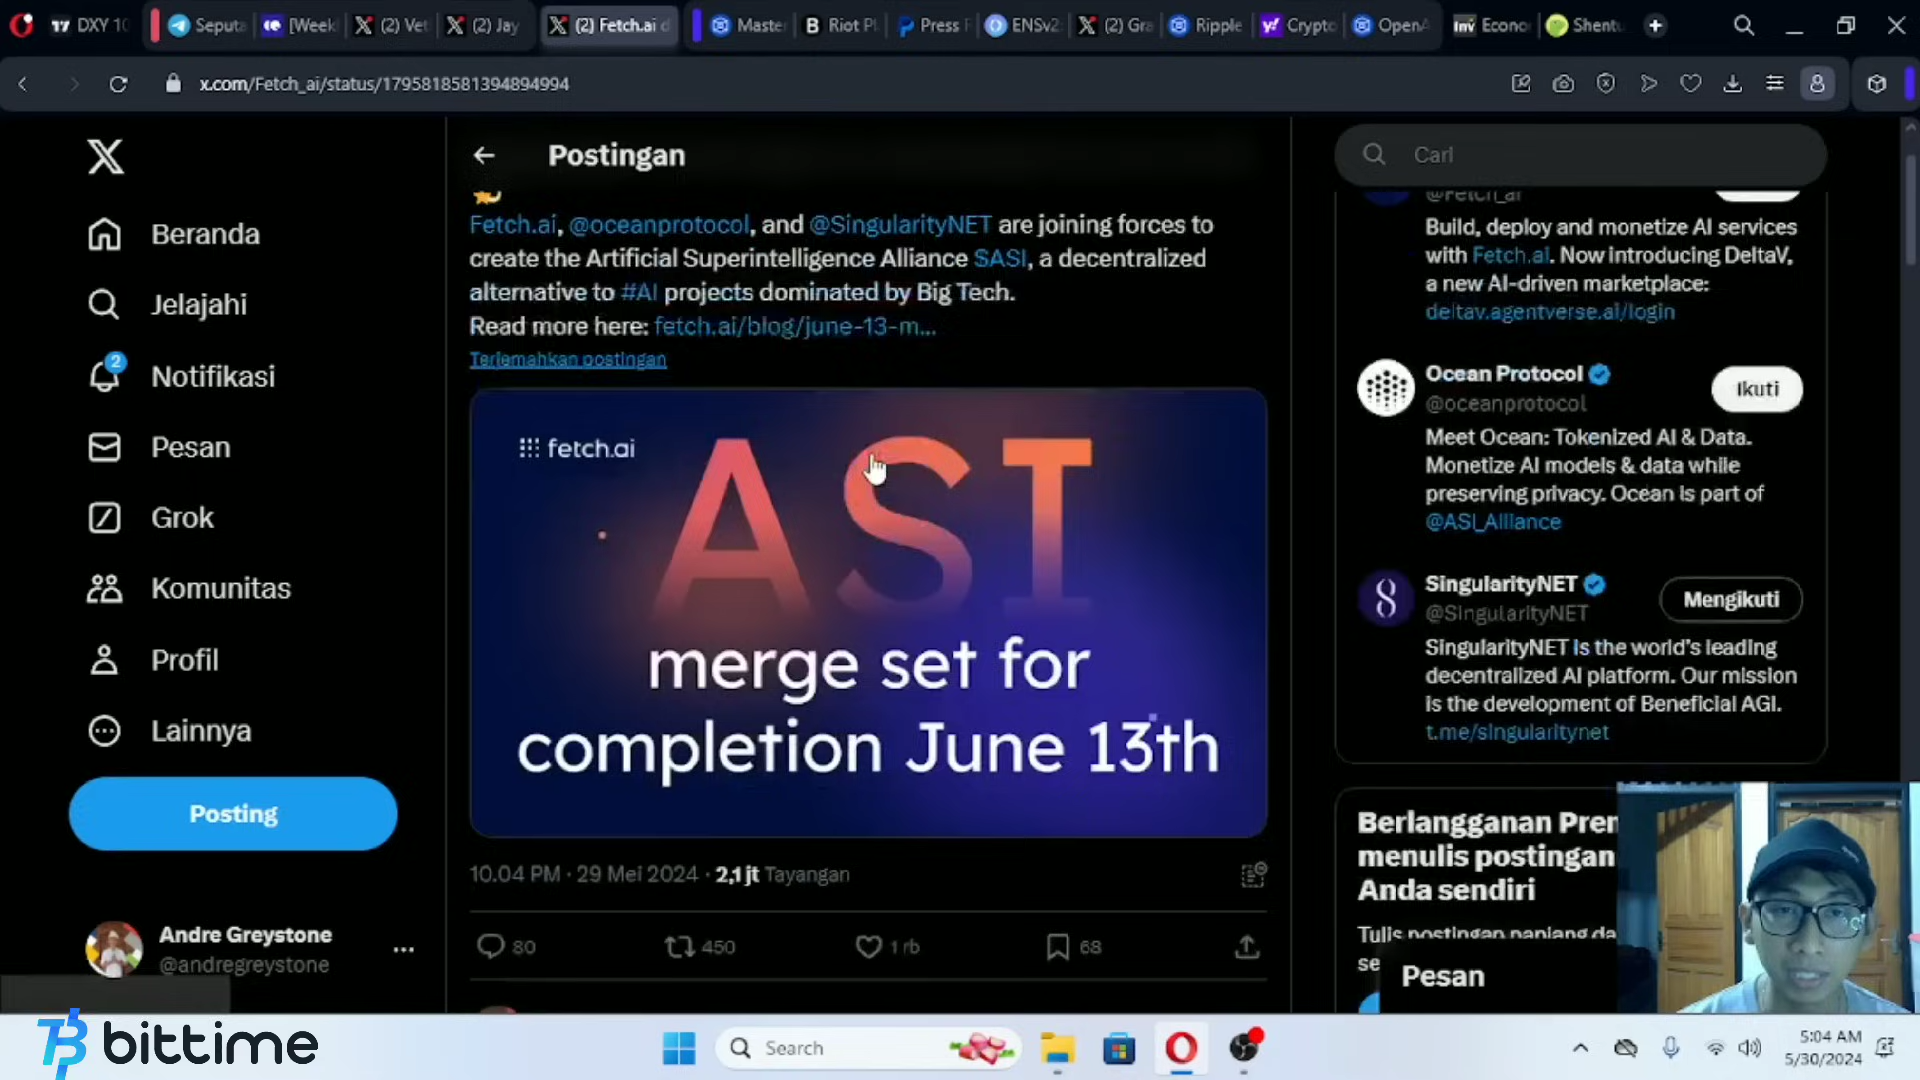 DXY 10
Seputa
[Week
(2) Vet
(2) Jay
(2) Fetch.ai d
Maste
Riot Pl
Press R
ENSv2
(2) Gra
Ripple
Crypto
OpenA
Econo
Shent
x.com/Fetch_ai/status/1795818581394894994
Postingan
Cari
Beranda
Jelajahi
2
Notifikasi
Pesan
Grok
Komunitas
Profil
Lainnya
Posting
Andre Greystone
@andregreystone
Fetch.ai, @oceanprotocol, and @SingularityNET are joining forces to
create the Artificial Superintelligence Alliance $ASI, a decentralized
alternative to #AI projects dominated by Big Tech.
Read more here: fetch.ai/blog/june-13-m...
Terjemahkan postingan
fetch.ai
ASI
merge set for
completion June 13th
10.04 PM · 29 Mei 2024 · 2,1 jt Tayangan
80
450
1 rb
68
@Fetch_ai
Build, deploy and monetize AI services
with Fetch.ai. Now introducing DeltaV,
a new AI-driven marketplace:
deltav.agentverse.ai/login
Ocean Protocol
Ikuti
@oceanprotocol
Meet Ocean: Tokenized AI & Data.
Monetize AI models & data while
preserving privacy. Ocean is part of
@ASI_Alliance
SingularityNET
Mengikuti
@SingularityNET
SingularityNET is the world's leading
decentralized AI platform. Our mission
is the development of Beneficial AGI.
t.me/singularitynet
Berlangganan Pre
menulis postingan
Anda sendiri
Tulis postingan panjang da
se
Pesan
bittime
Search
5:04 AM
5/30/2024